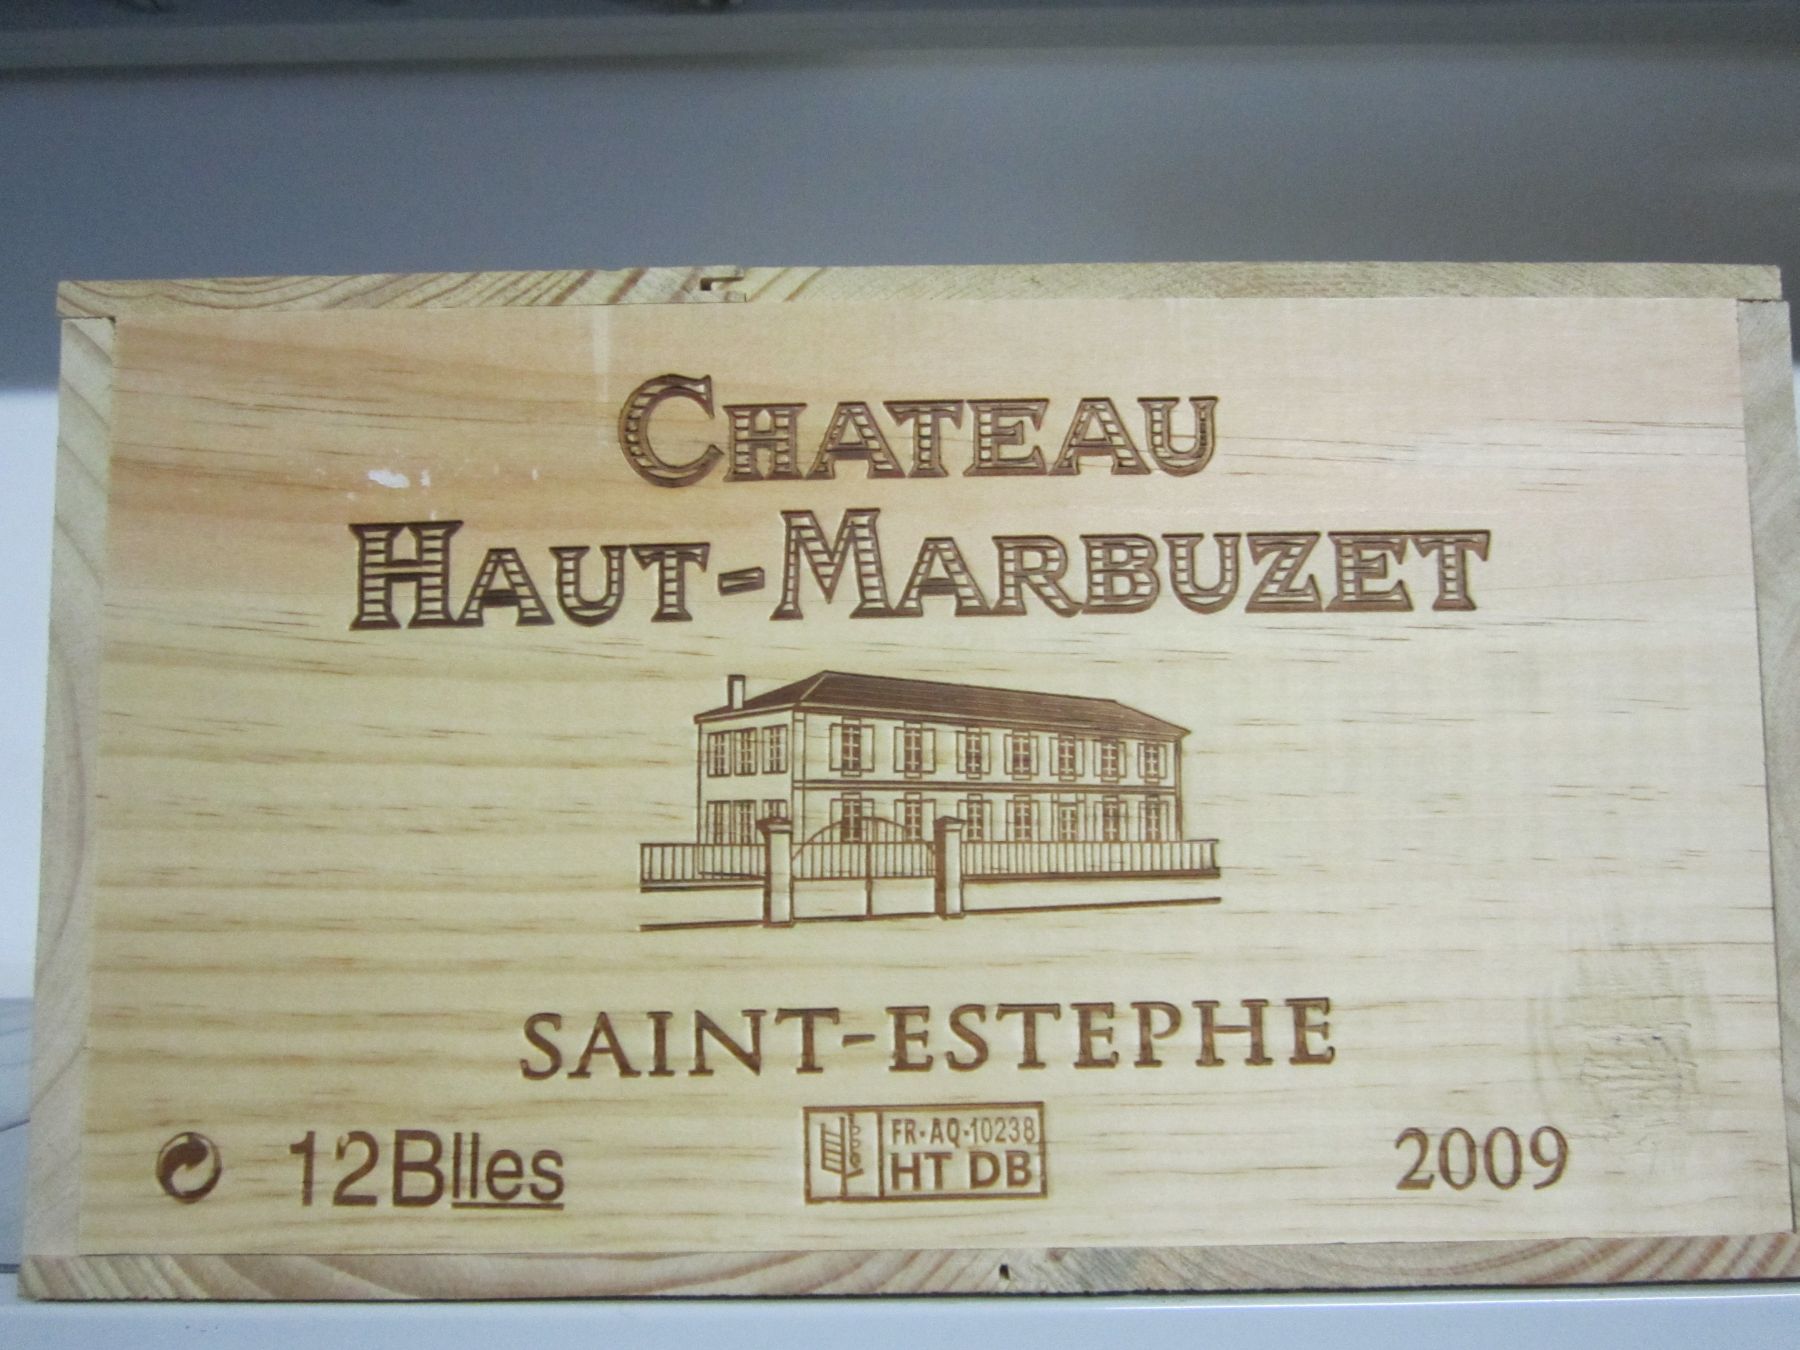 CHATEAU
HAUT-MARBUZET
SAINT-ESTEPHE
12Blles
FR-AQ-10238
HT DB
2009